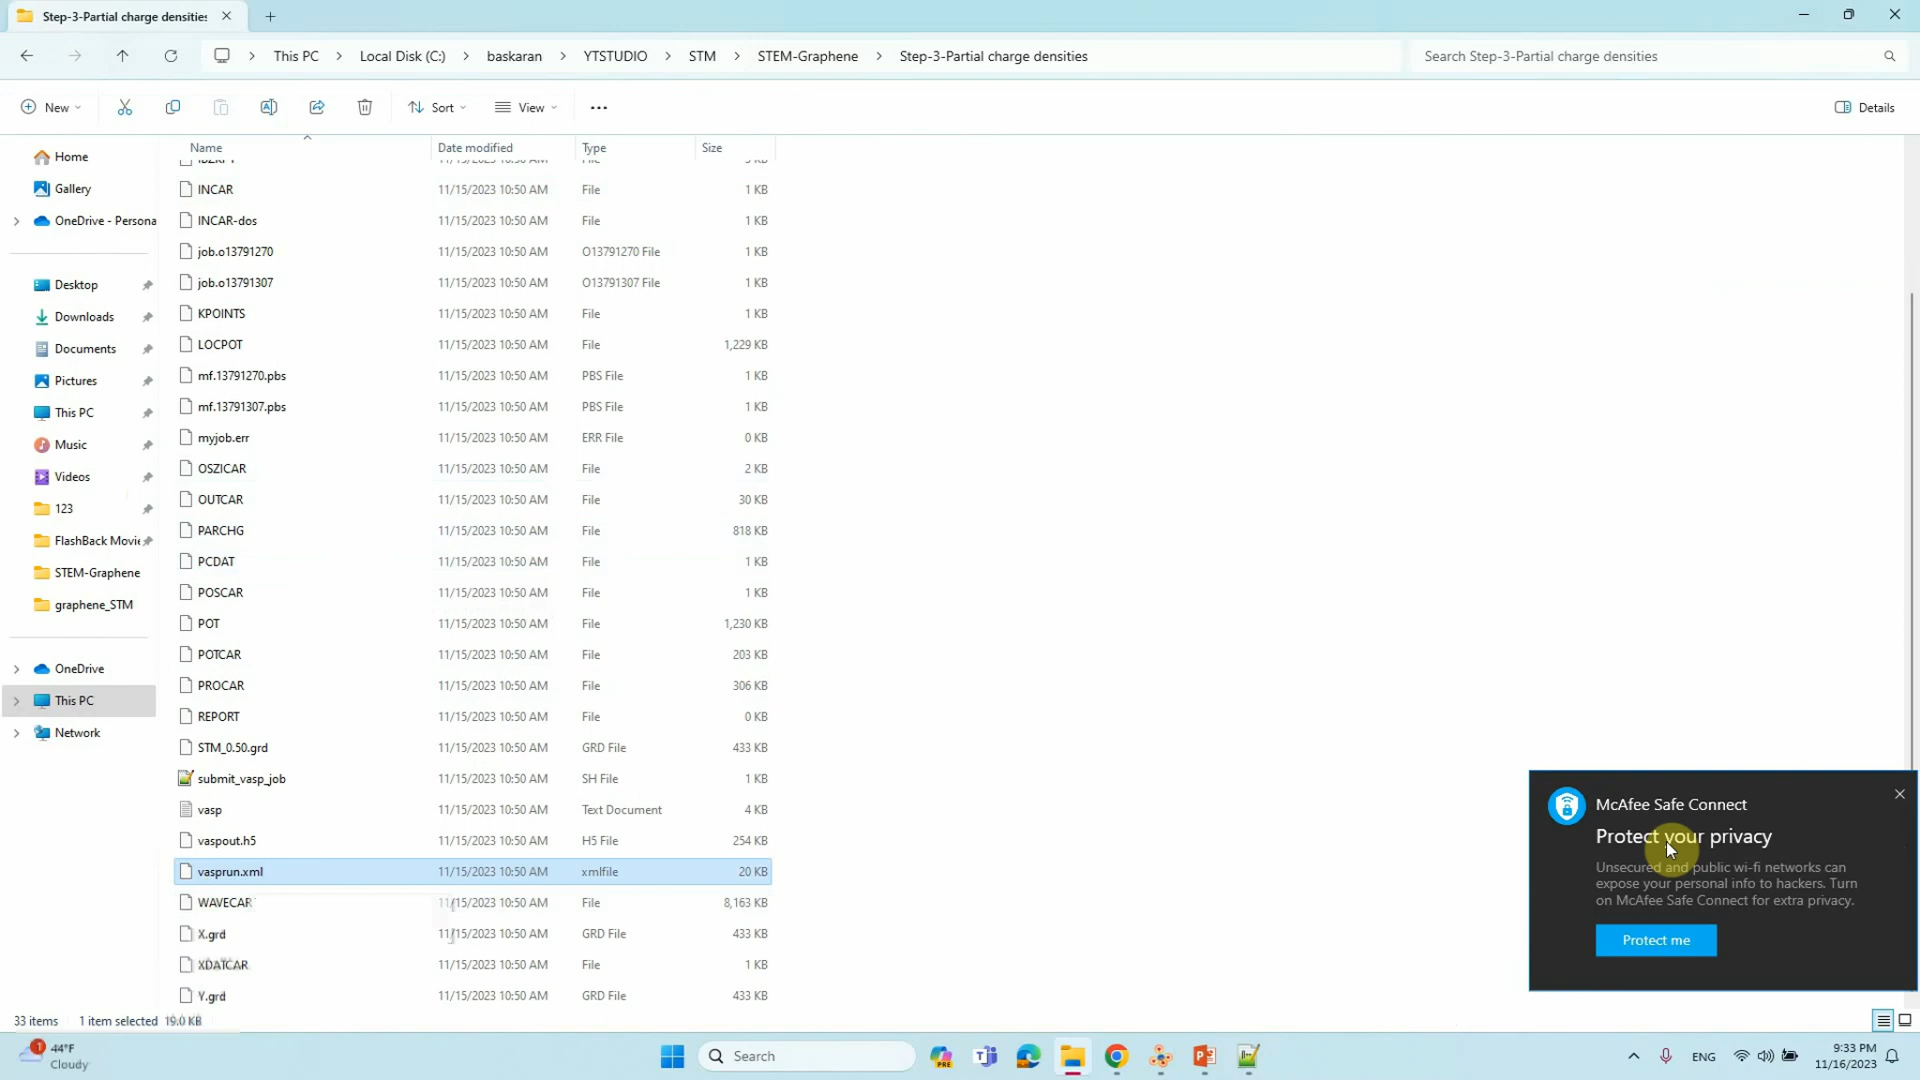 Step-3-Partial charge densities
This PC > Local Disk (C:) > baskaran > YTSTUDIO > STM > STEM-Graphene > Step-3-Partial charge densities
Search Step-3-Partial charge densities
New
Sort
View
Details
Name Date modified Type Size
INCAR 11/15/2023 10:50 AM File 1 KB
INCAR-dos 11/15/2023 10:50 AM File 1 KB
job.o13791270 11/15/2023 10:50 AM O13791270 File 1 KB
job.o13791307 11/15/2023 10:50 AM O13791307 File 1 KB
KPOINTS 11/15/2023 10:50 AM File 1 KB
LOCPOT 11/15/2023 10:50 AM File 1,229 KB
mf.13791270.pbs 11/15/2023 10:50 AM PBS File 1 KB
mf.13791307.pbs 11/15/2023 10:50 AM PBS File 1 KB
myjob.err 11/15/2023 10:50 AM ERR File 0 KB
OSZICAR 11/15/2023 10:50 AM File 2 KB
OUTCAR 11/15/2023 10:50 AM File 30 KB
PARCHG 11/15/2023 10:50 AM File 818 KB
PCDAT 11/15/2023 10:50 AM File 1 KB
POSCAR 11/15/2023 10:50 AM File 1 KB
POT 11/15/2023 10:50 AM File 1,230 KB
POTCAR 11/15/2023 10:50 AM File 203 KB
PROCAR 11/15/2023 10:50 AM File 306 KB
REPORT 11/15/2023 10:50 AM File 0 KB
STM_0.50.grd 11/15/2023 10:50 AM GRD File 433 KB
submit_vasp_job 11/15/2023 10:50 AM SH File 1 KB
vasp 11/15/2023 10:50 AM Text Document 4 KB
vaspout.h5 11/15/2023 10:50 AM H5 File 254 KB
vasprun.xml 11/15/2023 10:50 AM xmlfile 20 KB
WAVECAR 11/15/2023 10:50 AM File 8,163 KB
X.grd 11/15/2023 10:50 AM GRD File 433 KB
XDATCAR 11/15/2023 10:50 AM File 1 KB
Y.grd 11/15/2023 10:50 AM GRD File 433 KB
Home
Gallery
OneDrive - Persona
Desktop
Downloads
Documents
Pictures
This PC
Music
Videos
123
FlashBack Movie
STEM-Graphene
graphene_STM
OneDrive
This PC
Network
McAfee Safe Connect
Protect your privacy
Unsecured and public wi-fi networks can
expose your personal info to hackers. Turn
on McAfee Safe Connect for extra privacy.
Protect me
33 items 1 item selected 19.0 KB
1
44°F
Cloudy
Search
PRE
ENG
9:33 PM
11/16/2023